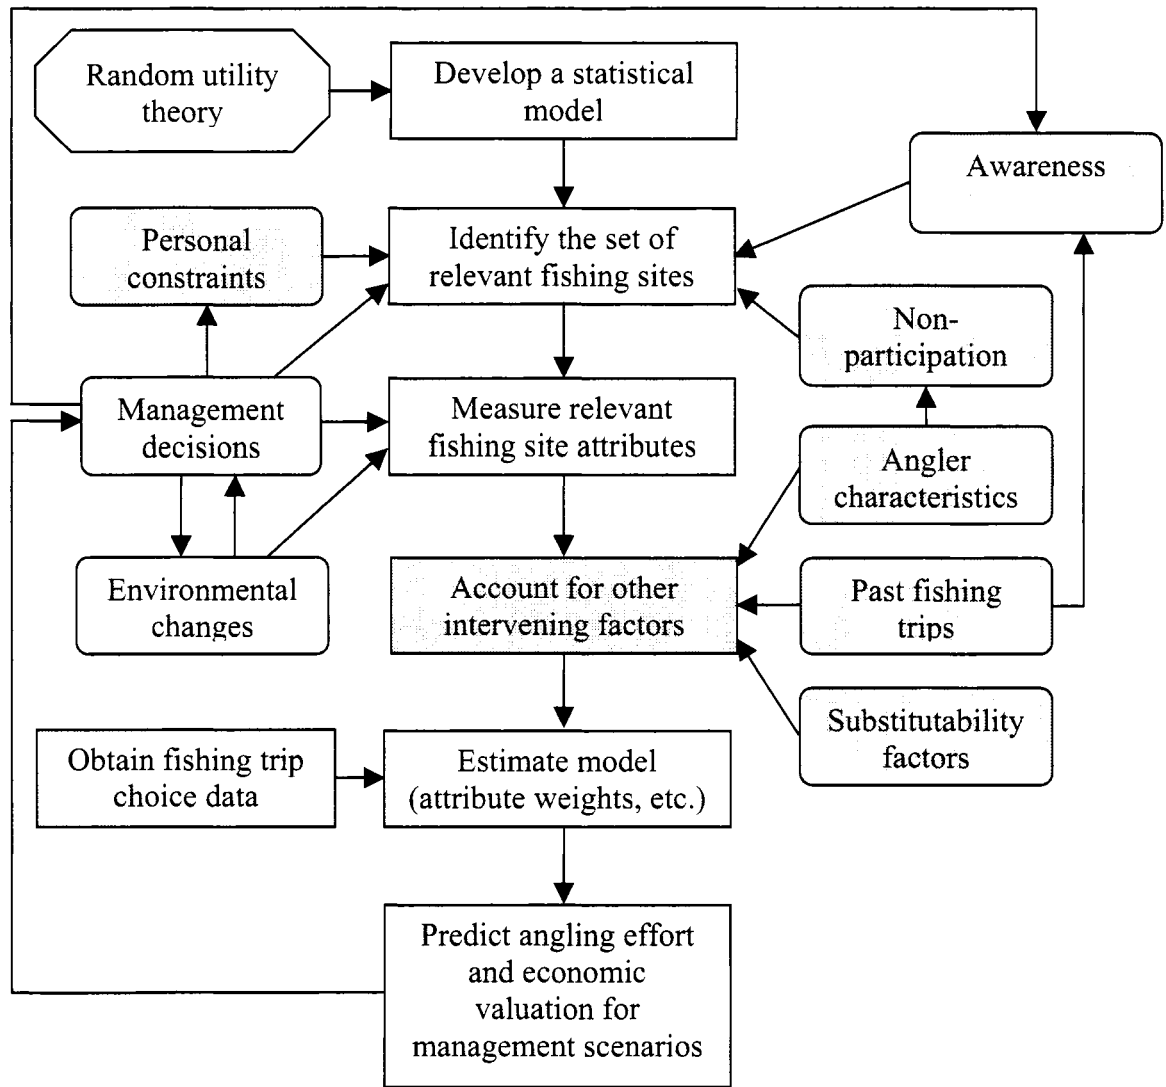 Random utility
theory
Develop a statistical
model
Awareness
Personal
constraints
Identify the set of
relevant fishing sites
Non-
participation
Management
decisions
Measure relevant
fishing site attributes
Angler
characteristics
Environmental
changes
Account for other
intervening factors
Past fishing
trips
Substitutability
factors
Obtain fishing trip
choice data
Estimate model
(attribute weights, etc.)
Predict angling effort
and economic
valuation for
management scenarios